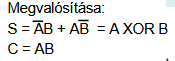 Megvalósítása:
S = A̅B + AB̅ = A XOR B
C = AB